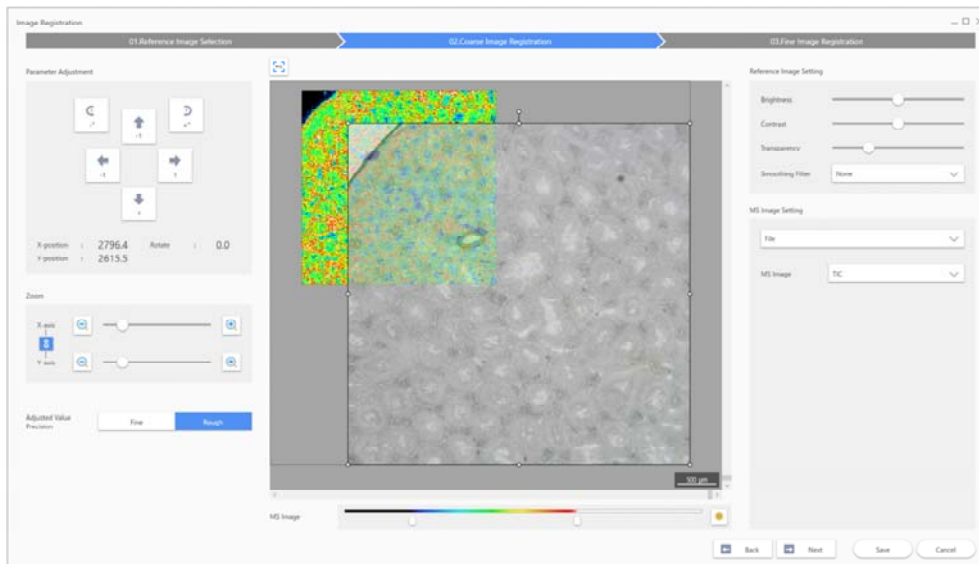 Image Registration
01.Reference Image Selection
02.Coarse Image Registration
03.Fine Image Registration
Parameter Adjustment
-1
-1
1
X-position : 2796.4 Rotate : 0.0
Y-position : 2615.5
Zoom
X-axis
Y-axis
Adjusted Value
Precision
Fine
Rough
500 μm
MS Image
Reference Image Setting
Brightness
Contrast
Transparency
Smoothing Filter
None
MS Image Setting
File
MS Image
TIC
Back
Next
Save
Cancel